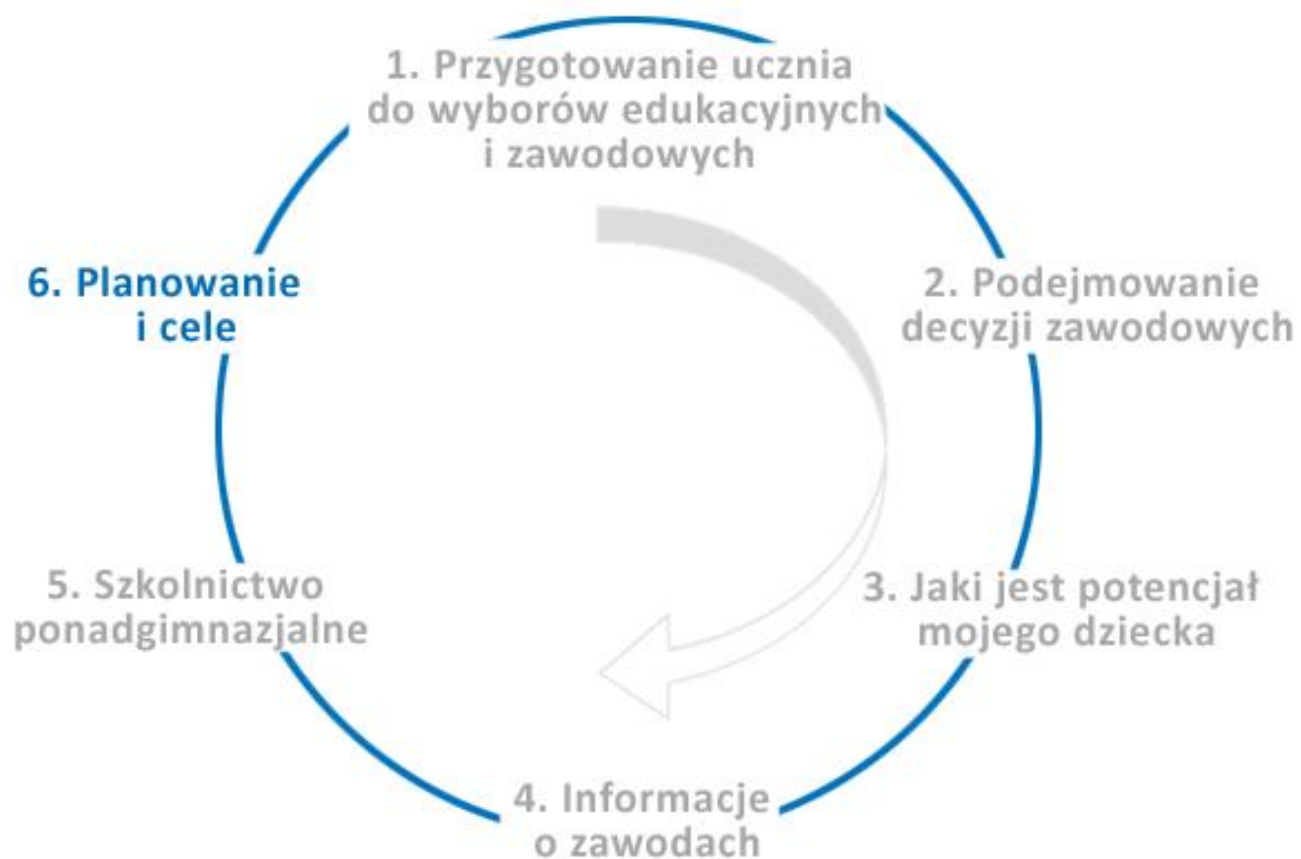 1. Przygotowanie ucznia
do wyborów edukacyjnych
i zawodowych
2. Podejmowanie
decyzji zawodowych
3. Jaki jest potencjał
mojego dziecka
4. Informacje
o zawodach
5. Szkolnictwo
ponadgimnazjalne
6. Planowanie
i cele